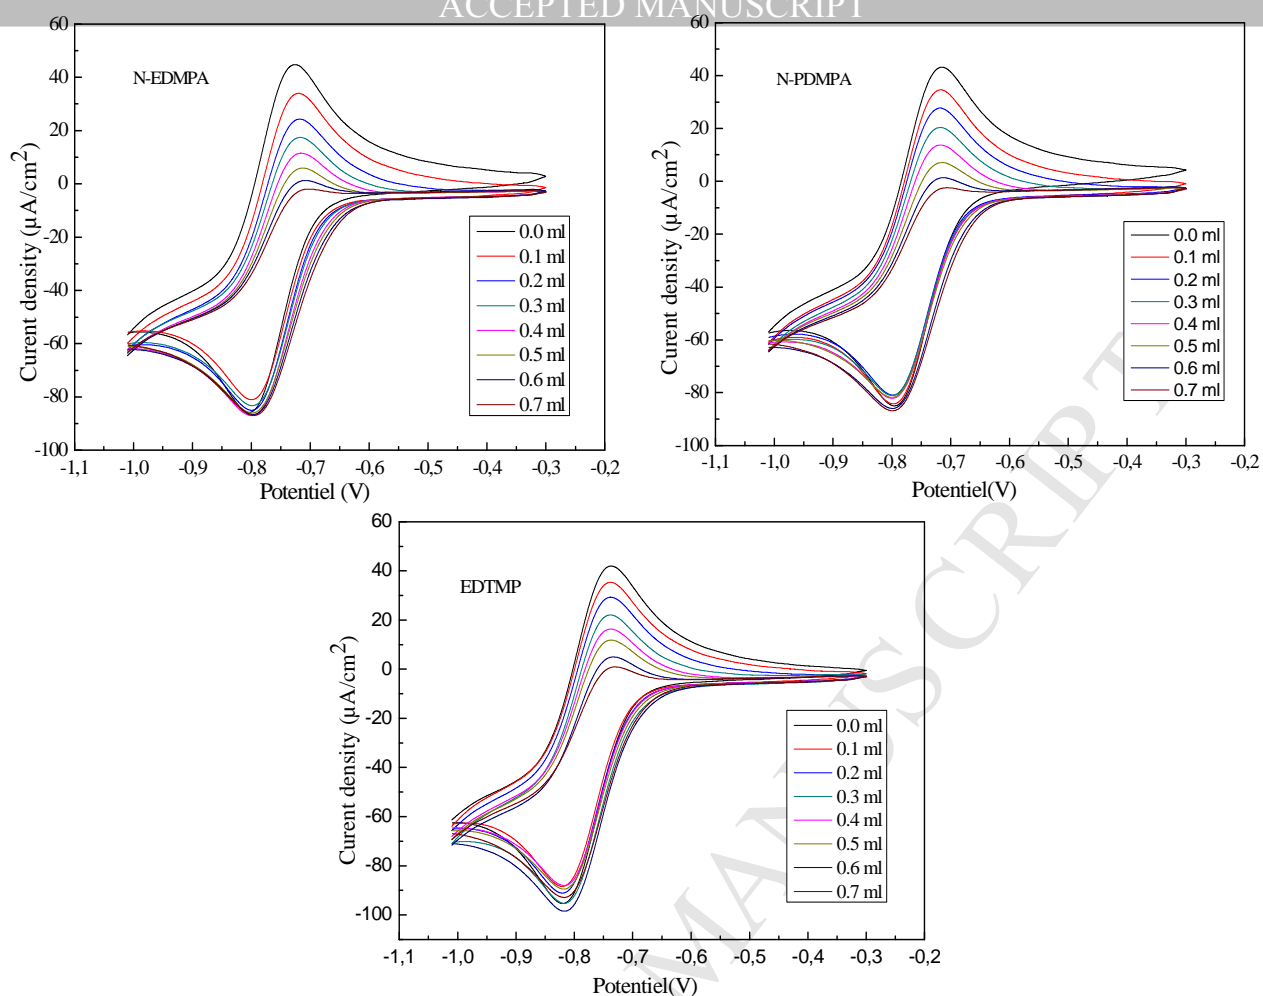 ACCEPTED MANUSCRIPT
60
40
20
0
-20
-40
-60
-80
-100
-1,1 -1,0 -0,9 -0,8 -0,7 -0,6 -0,5 -0,4 -0,3 -0,2
Curent density (µA/cm²)
Potentiel (V)
N-EDMPA
0.0 ml
0.1 ml
0.2 ml
0.3 ml
0.4 ml
0.5 ml
0.6 ml
0.7 ml
60
40
20
0
-20
-40
-60
-80
-100
-1,1 -1,0 -0,9 -0,8 -0,7 -0,6 -0,5 -0,4 -0,3 -0,2
Curent density (µA/cm²)
Potentiel(V)
N-PDMPA
0.0 ml
0.1 ml
0.2 ml
0.3 ml
0.4 ml
0.5 ml
0.6 ml
0.7 ml
60
40
20
0
-20
-40
-60
-80
-100
-1,1 -1,0 -0,9 -0,8 -0,7 -0,6 -0,5 -0,4 -0,3 -0,2
Curent density (µA/cm²)
Potentiel(V)
EDTMP
0.0 ml
0.1 ml
0.2 ml
0.3 ml
0.4 ml
0.5 ml
0.6 ml
0.7 ml
MANUSCRIPT